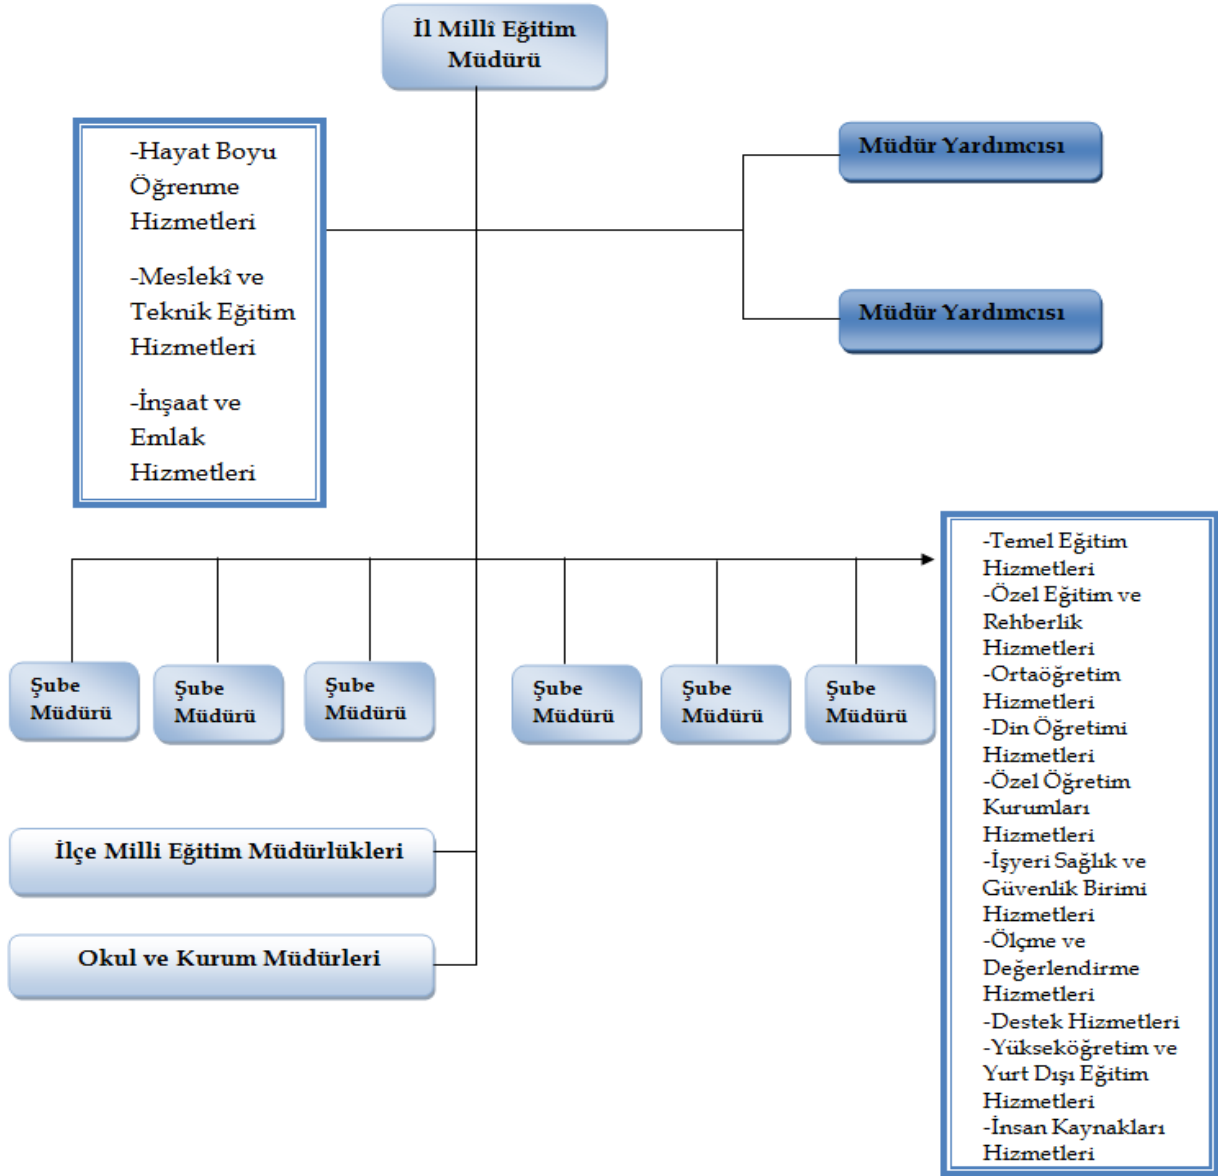 İl Millî Eğitim
Müdürü
-Hayat Boyu
Öğrenme
Hizmetleri
-Meslekî ve
Teknik Eğitim
Hizmetleri
-İnşaat ve
Emlak
Hizmetleri
Müdür Yardımcısı
Müdür Yardımcısı
Şube
Müdürü
Şube
Müdürü
Şube
Müdürü
Şube
Müdürü
Şube
Müdürü
Şube
Müdürü
İlçe Milli Eğitim Müdürlükleri
Okul ve Kurum Müdürleri
-Temel Eğitim
Hizmetleri
-Özel Eğitim ve
Rehberlik
Hizmetleri
-Ortaöğretim
Hizmetleri
-Din Öğretimi
Hizmetleri
-Özel Öğretim
Kurumları
Hizmetleri
-İşyeri Sağlık ve
Güvenlik Birimi
Hizmetleri
-Ölçme ve
Değerlendirme
Hizmetleri
-Destek Hizmetleri
-Yükseköğretim ve
Yurt Dışı Eğitim
Hizmetleri
-İnsan Kaynakları
Hizmetleri